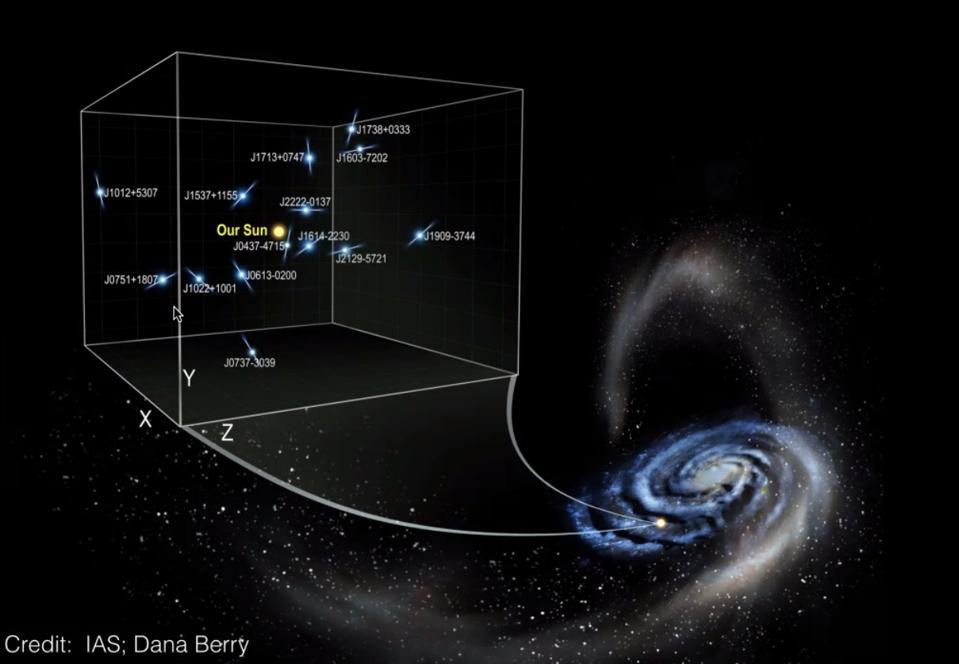 J1738+0333
J1713+0747
J1603-7202
J1012+5307
J1537+1155
J2222-0137
Our Sun
J1614-2230
J1909-3744
J0437-4715
J2129-5721
J0751+1807
J0613-0200
J1022+1001
J0737-3039
Y
X
Z
Credit: IAS; Dana Berry